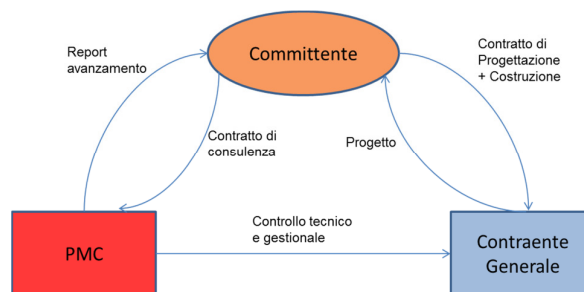 Report
avanzamento
Committente
Contratto di
Progettazione
+ Costruzione
Contratto di
consulenza
Progetto
Controllo tecnico
e gestionale
PMC
Contraente
Generale